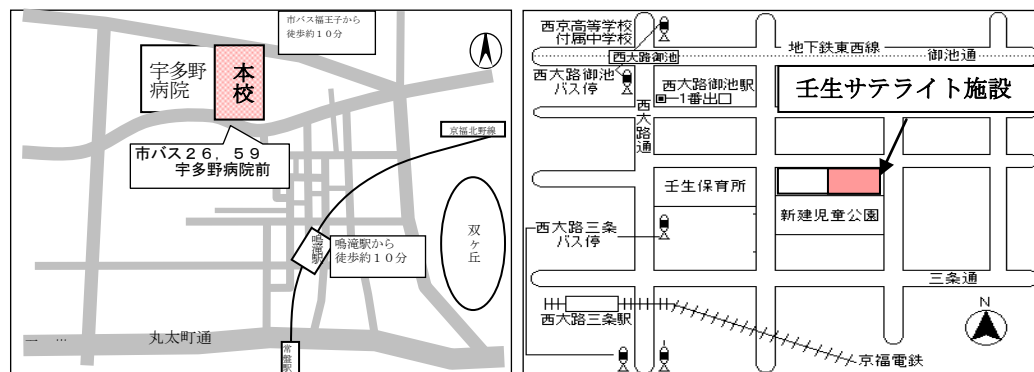 市バス福王子から
徒歩約１０分
宇多野
病院
本校
市バス２６，５９
宇多野病院前
京福北野線
鳴滝駅
鳴滝駅から
徒歩約１０分
双ヶ丘
丸太町通
常盤駅
西京高等学校
付属中学校
地下鉄東西線
御池通
西大路御池
西大路御池
バス停
西大路御池駅
1番出口
壬生サテライト施設
西大路通
壬生保育所
新建児童公園
西大路三条
バス停
三条通
N
西大路三条駅
京福電鉄